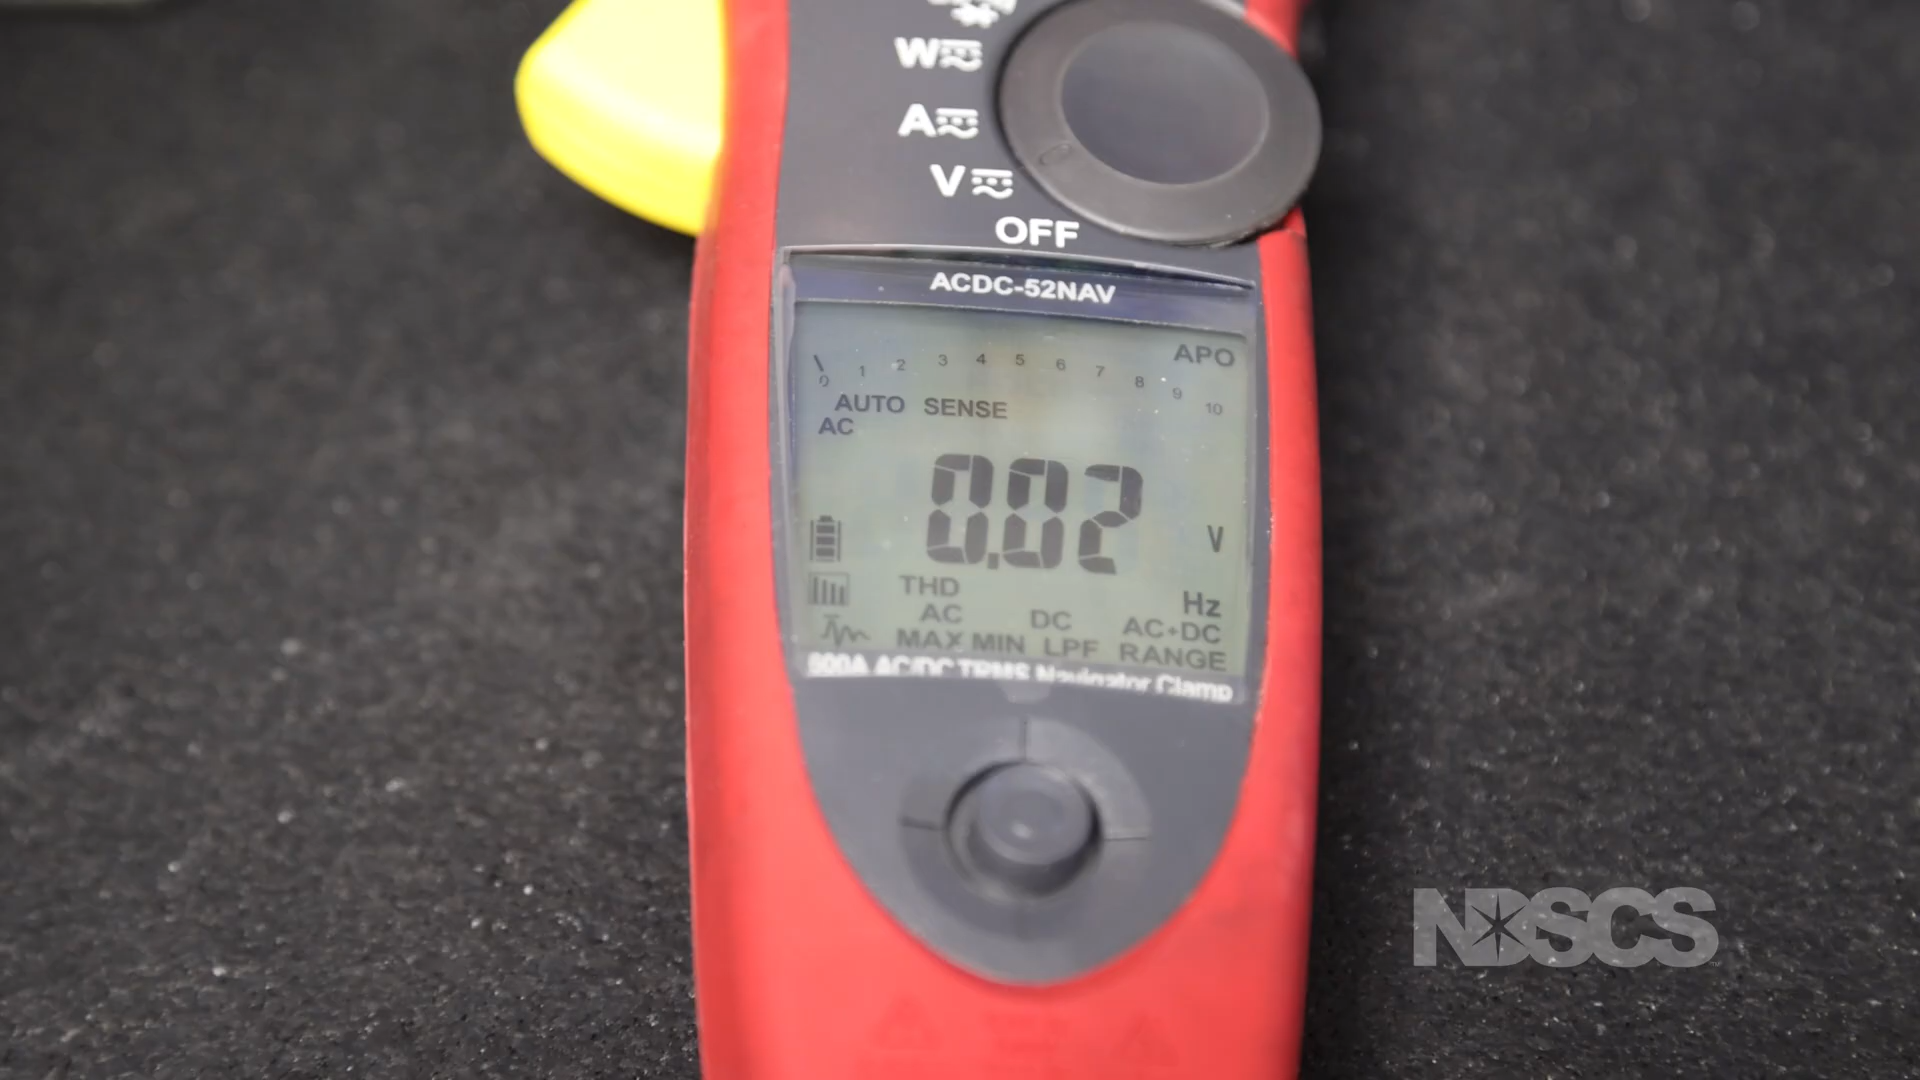 W
A
V
OFF
ACDC-52NAV
APO
0 1 2 3 4 5 6 7 8 9 10
AUTO SENSE
AC
0.02 V
THD Hz
AC DC AC+DC
MAX MIN LPF RANGE
600A AC/DC TRMS Navigator Clamp
NDSCS